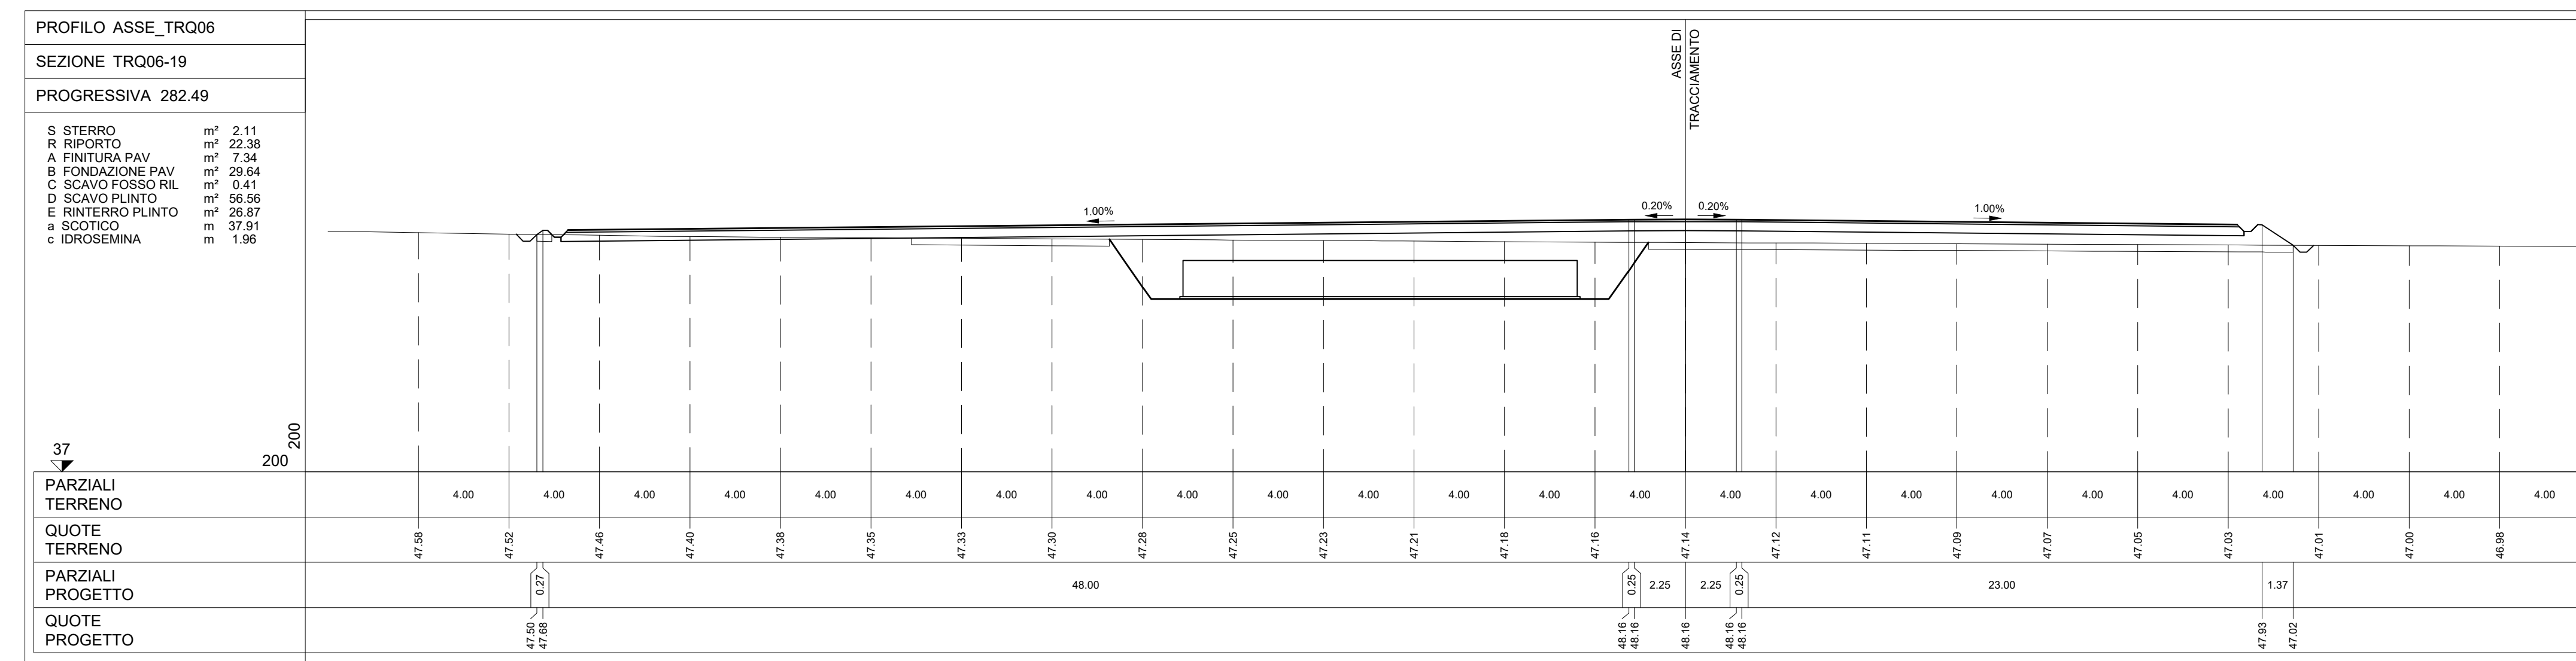 PROFILO ASSE_TRQ06
SEZIONE TRQ06-19
PROGRESSIVA 282.49
S STERRO m² 2.11
R RIPORTO m² 22.38
A FINITURA PAV m² 7.34
B FONDAZIONE PAV m² 29.64
C SCAVO FOSSO RIL m² 0.41
D SCAVO PLINTO m² 56.56
E RINTERRO PLINTO m² 26.87
a SCOTICO m 37.91
c IDROSEMINA m 1.96
ASSE DI
TRACCIAMENTO
1.00% 0.20% 0.20% 1.00%
37
200
200
PARZIALI
TERRENO
4.00 4.00 4.00 4.00 4.00 4.00 4.00 4.00 4.00 4.00 4.00 4.00 4.00 4.00 4.00 4.00 4.00 4.00 4.00 4.00 4.00 4.00 4.00 4.00
QUOTE
TERRENO
47.58 47.52 47.46 47.40 47.38 47.35 47.33 47.30 47.28 47.25 47.23 47.21 47.18 47.16 47.14 47.12 47.11 47.09 47.07 47.05 47.03 47.01 47.00 46.98
PARZIALI
PROGETTO
0.27 48.00 0.25 2.25 2.25 0.25 23.00 1.37
QUOTE
PROGETTO
47.50 47.68 48.16 48.16 48.16 48.16 48.16 47.93 47.02